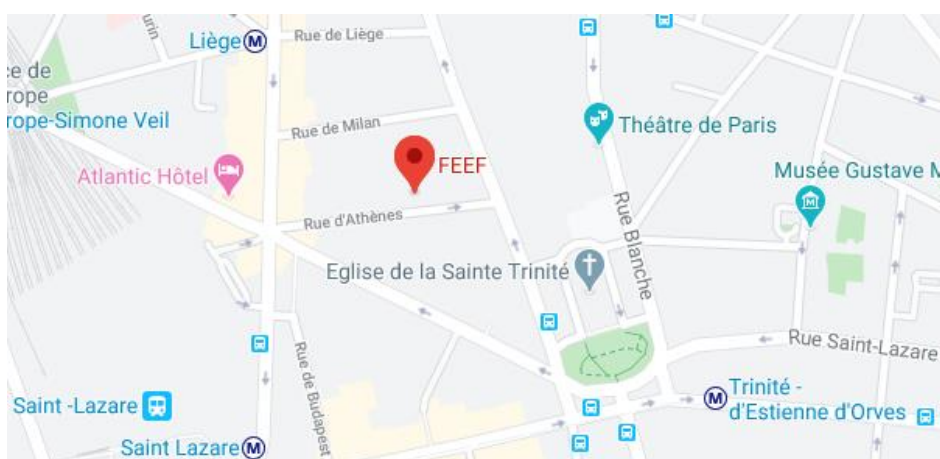 urin
Liège M
Rue de Liège
ce de
rope
rope-Simone Veil
Rue de Milan
Théâtre de Paris
FEEF
Atlantic Hôtel
Musée Gustave M
M
Rue d'Athènes
Rue Blanche
Eglise de la Sainte Trinité
Rue Saint-Lazare
Rue de Budapest
Saint -Lazare
M Trinité -
d'Estienne d'Orves
Saint Lazare M